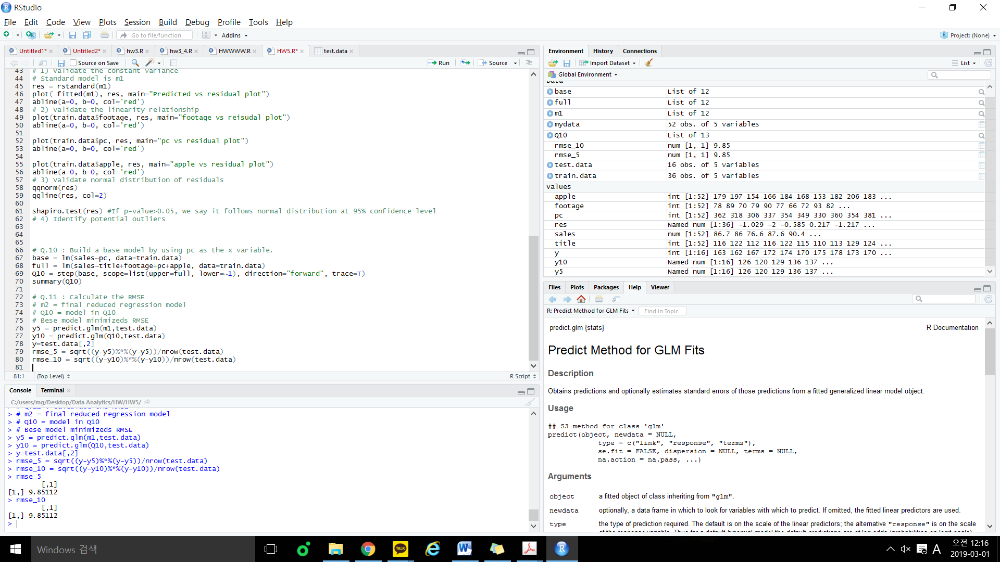 RStudio
File Edit Code View Plots Session Build Debug Profile Tools Help
Go to file/function Addins Project: (None)
Untitled1* Untitled2* hw3.R hw3_4.R HWWWW.R HW5.R* test.data
Source on Save Run Source
43 # 1) Validate the constant variance
44 # Standard model is m1
45 res = rstandard(m1)
46 plot( fitted(m1), res, main="Predicted vs residual plot")
47 abline(a=0, b=0, col='red')
48 # 2) Validate the linearity relationship
49 plot(train.data$footage, res, main="footage vs reisudal plot")
50 abline(a=0, b=0, col='red')
51
52 plot(train.data$pc, res, main="pc vs residual plot")
53 abline(a=0, b=0, col='red')
54
55 plot(train.data$apple, res, main="apple vs residual plot")
56 abline(a=0, b=0, col='red')
57 # 3) Validate normal distribution of residuals
58 qqnorm(res)
59 qqline(res, col=2)
60
61 shapiro.test(res) #If p-value>0.05, we say it follows normal distribution at 95% confidence level
62 # 4) Identify potential outliers
63
64
65
66 # Q.10 : Build a base model by using pc as the x variable.
67 base = lm(sales~pc, data=train.data)
68 full = lm(sales~title+footage+pc+apple, data=train.data)
69 Q10 = step(base, scope=list(upper=full, lower=~1), direction="forward", trace=T)
70 summary(Q10)
71
72 # Q.11 : Calculate the RMSE
73 # m2 = final reduced regression model
74 # Q10 = model in Q10
75 # Bese model minimizeds RMSE
76 y5 = predict.glm(m1,test.data)
77 y10 = predict.glm(Q10,test.data)
78 y=test.data[,2]
79 rmse_5 = sqrt((y-y5)%*%(y-y5))/nrow(test.data)
80 rmse_10 = sqrt((y-y10)%*%(y-y10))/nrow(test.data)
81
81:1 (Top Level) R Script
Console Terminal
C:/users/mg/Desktop/Data Analytics/HW/HW5/
> # m2 = final reduced regression model
> # Q10 = model in Q10
> # Bese model minimizeds RMSE
> y5 = predict.glm(m1,test.data)
> y10 = predict.glm(Q10,test.data)
> y=test.data[,2]
> rmse_5 = sqrt((y-y5)%*%(y-y5))/nrow(test.data)
> rmse_10 = sqrt((y-y10)%*%(y-y10))/nrow(test.data)
> rmse_5
[,1]
[1,] 9.85112
> rmse_10
[,1]
[1,] 9.85112
>
Environment History Connections
Import Dataset List
Global Environment
Data
base List of 12
full List of 12
m1 List of 12
mydata 52 obs. of 5 variables
Q10 List of 13
rmse_10 num [1, 1] 9.85
rmse_5 num [1, 1] 9.85
test.data 16 obs. of 5 variables
train.data 36 obs. of 5 variables
Values
apple int [1:52] 179 197 154 166 184 168 153 182 206 183 ...
footage int [1:52] 78 89 70 79 90 77 66 72 93 82 ...
pc int [1:52] 362 318 306 337 354 349 330 360 354 381 ...
res Named num [1:36] -1.029 -2 -0.585 0.217 -1.217 ...
sales num [1:52] 86.7 86 76.6 87.6 90.4 ...
title int [1:52] 116 122 112 116 122 115 110 113 129 124 ...
y int [1:16] 163 162 167 172 174 170 175 178 173 170 ...
y10 Named num [1:16] 126 120 129 136 137 ...
y5 Named num [1:16] 126 120 129 136 137 ...
Files Plots Packages Help Viewer
R: Predict Method for GLM Fits Find in Topic
predict.glm {stats} R Documentation
Predict Method for GLM Fits
Description
Obtains predictions and optionally estimates standard errors of those predictions from a fitted generalized linear model object.
Usage
## S3 method for class 'glm'
predict(object, newdata = NULL,
type = c("link", "response", "terms"),
se.fit = FALSE, dispersion = NULL, terms = NULL,
na.action = na.pass, ...)
Arguments
object a fitted object of class inheriting from "glm".
newdata optionally, a data frame in which to look for variables with which to predict. If omitted, the fitted linear predictors are used.
type the type of prediction required. The default is on the scale of the linear predictors; the alternative "response" is on the scale
Windows 검색
TALK
A
오전 12:16
2019-03-01